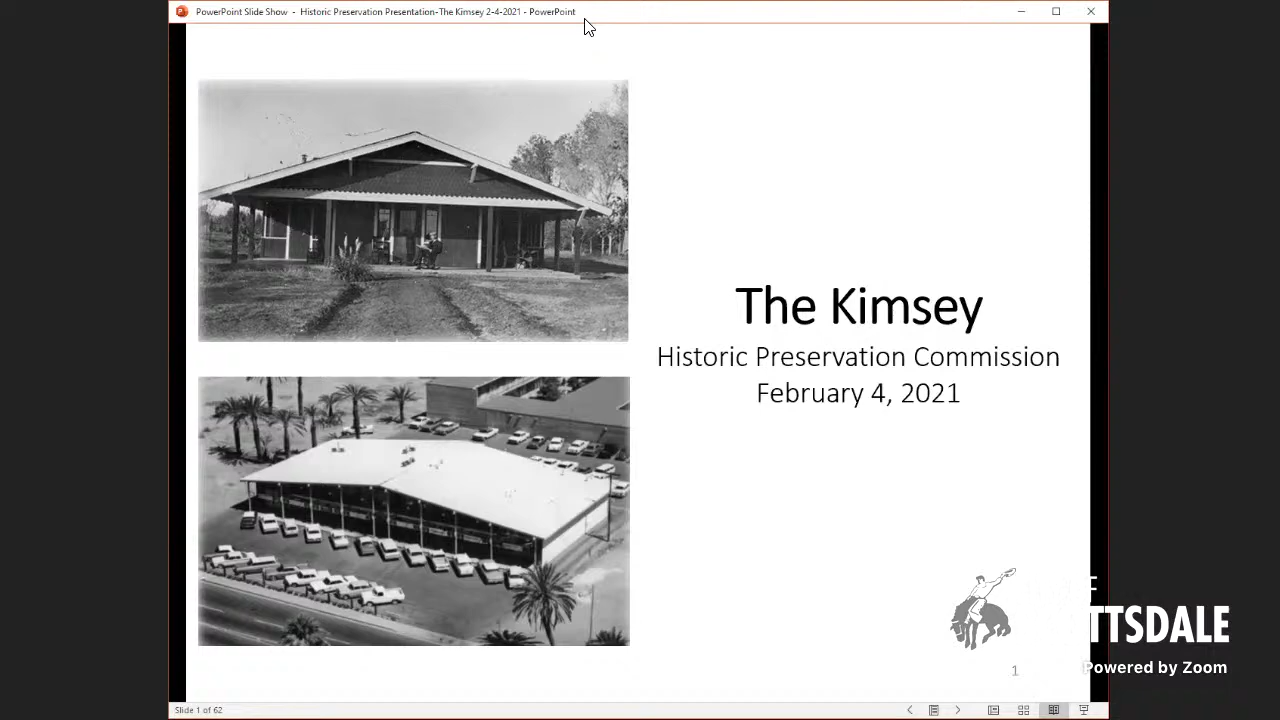 PowerPoint Slide Show - Historic Preservation Presentation-The Kimsey 2-4-2021 - PowerPoint
The Kimsey
Historic Preservation Commission
February 4, 2021
TTSDALE
Powered by Zoom
1
Slide 1 of 62